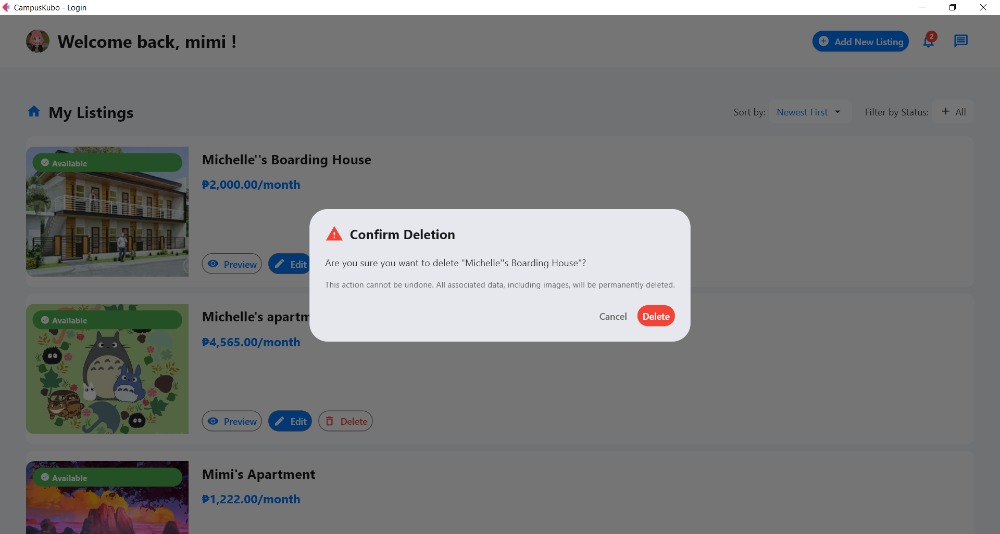 CampusKubo - Login
Welcome back, mimi !
Add New Listing
2
My Listings
Sort by:
Newest First
Filter by Status:
All
Available
Michelle''s Boarding House
₱2,000.00/month
Preview
Edit
Confirm Deletion
Are you sure you want to delete "Michelle''s Boarding House"?
This action cannot be undone. All associated data, including images, will be permanently deleted.
Cancel
Delete
Available
Michelle's apartm
₱4,565.00/month
Preview
Edit
Delete
Available
Mimi's Apartment
₱1,222.00/month